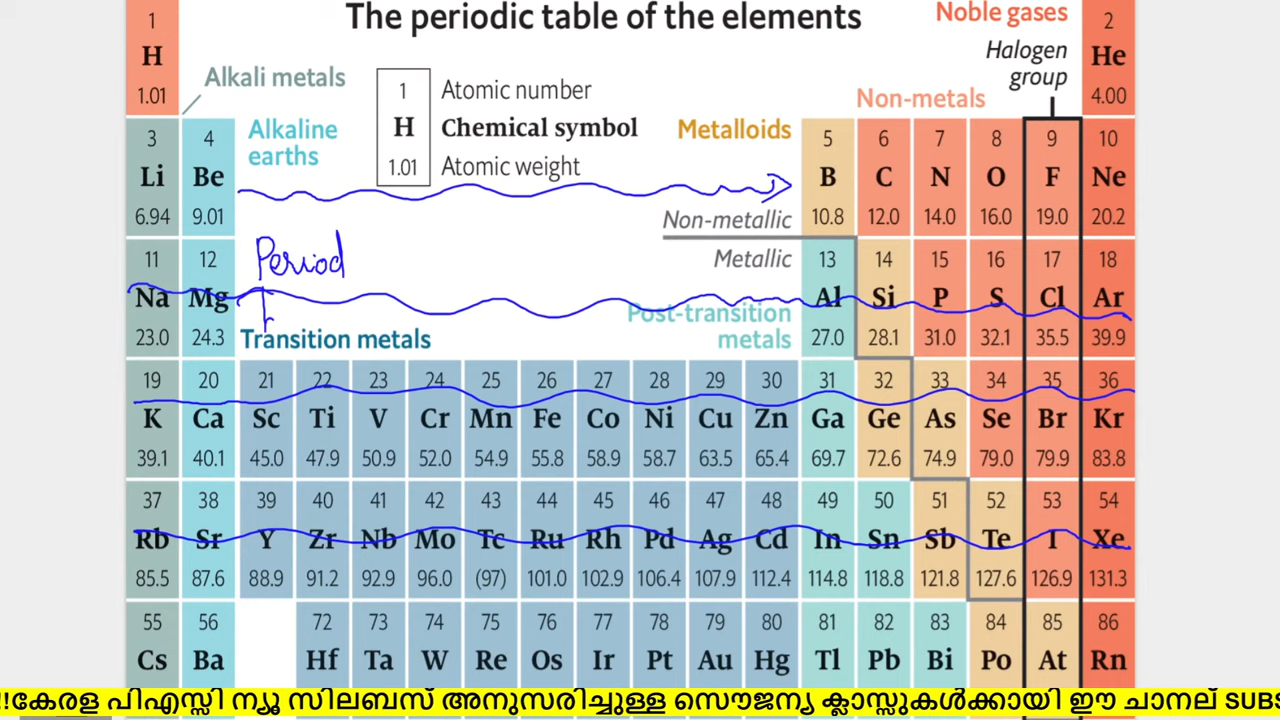 The periodic table of the elements
Noble gases
Halogen group
1 H 1.01
2 He 4.00
Alkali metals
Alkaline earths
1 Atomic number
H Chemical symbol
1.01 Atomic weight
Metalloids
Non-metals
3 4 5 6 7 8 9 10
Li Be B C N O F Ne
6.94 9.01 10.8 12.0 14.0 16.0 19.0 20.2
Non-metallic
Period
Metallic
11 12 13 14 15 16 17 18
Na Mg Al Si P S Cl Ar
Post-transition metals
Transition metals
23.0 24.3 27.0 28.1 31.0 32.1 35.5 39.9
19 20 21 22 23 24 25 26 27 28 29 30 31 32 33 34 35 36
K Ca Sc Ti V Cr Mn Fe Co Ni Cu Zn Ga Ge As Se Br Kr
39.1 40.1 45.0 47.9 50.9 52.0 54.9 55.8 58.9 58.7 63.5 65.4 69.7 72.6 74.9 79.0 79.9 83.8
37 38 39 40 41 42 43 44 45 46 47 48 49 50 51 52 53 54
Rb Sr Y Zr Nb Mo Tc Ru Rh Pd Ag Cd In Sn Sb Te I Xe
85.5 87.6 88.9 91.2 92.9 96.0 (97) 101.0 102.9 106.4 107.9 112.4 114.8 118.8 121.8 127.6 126.9 131.3
55 56 72 73 74 75 76 77 78 79 80 81 82 83 84 85 86
Cs Ba Hf Ta W Re Os Ir Pt Au Hg Tl Pb Bi Po At Rn
!!കേരള പിഎസ്സി ന്യൂ സിലബസ് അനുസരിച്ചുള്ള സൌജന്യ ക്ലാസ്സുകൾക്കായി ഈ ചാനല് SUBS